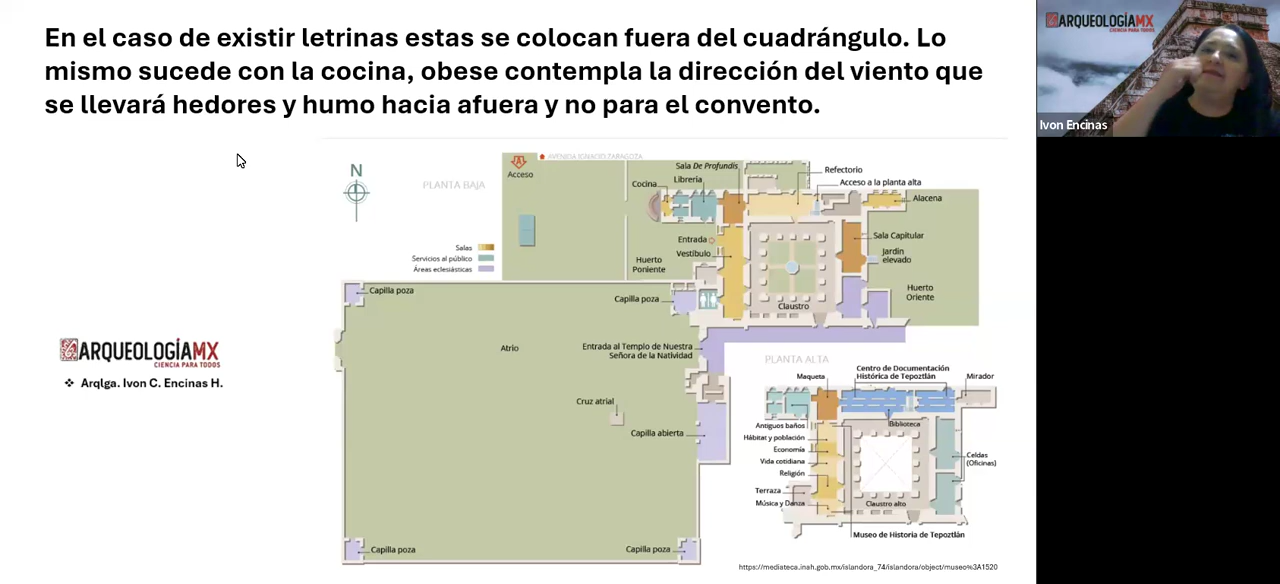 En el caso de existir letrinas estas se colocan fuera del cuadrángulo. Lo
mismo sucede con la cocina, obese contempla la dirección del viento que
se llevará hedores y humo hacia afuera y no para el convento.
ARQUEOLOGÍAMX
CIENCIA PARA TODOS
Ivon Encinas
N
PLANTA BAJA
Acceso
AVENIDA IGNACIO ZARAGOZA
Sala De Profundis
Refectorio
Librería
Cocina
Acceso a la planta alta
Alacena
Salas
Servicios al público
Áreas eclesiásticas
Entrada
Vestíbulo
Huerto
Poniente
Sala Capitular
Jardín
elevado
Huerto
Oriente
Claustro
Capilla poza
Capilla poza
Atrio
Entrada al Templo de Nuestra
Señora de la Natividad
Cruz atrial
Capilla abierta
Capilla poza
Capilla poza
ARQUEOLOGÍAMX
CIENCIA PARA TODOS
❖ Arqlga. Ivon C. Encinas H.
PLANTA ALTA
Maqueta
Centro de Documentación
Histórica de Tepoztlán
Mirador
Biblioteca
Antiguos baños
Hábitat y población
Economía
Vida cotidiana
Religión
Terraza
Música y Danza
Celdas
(Oficinas)
Claustro alto
Museo de Historia de Tepoztlán
https://mediateca.inah.gob.mx/islandora_74/islandora/object/museo%3A1520